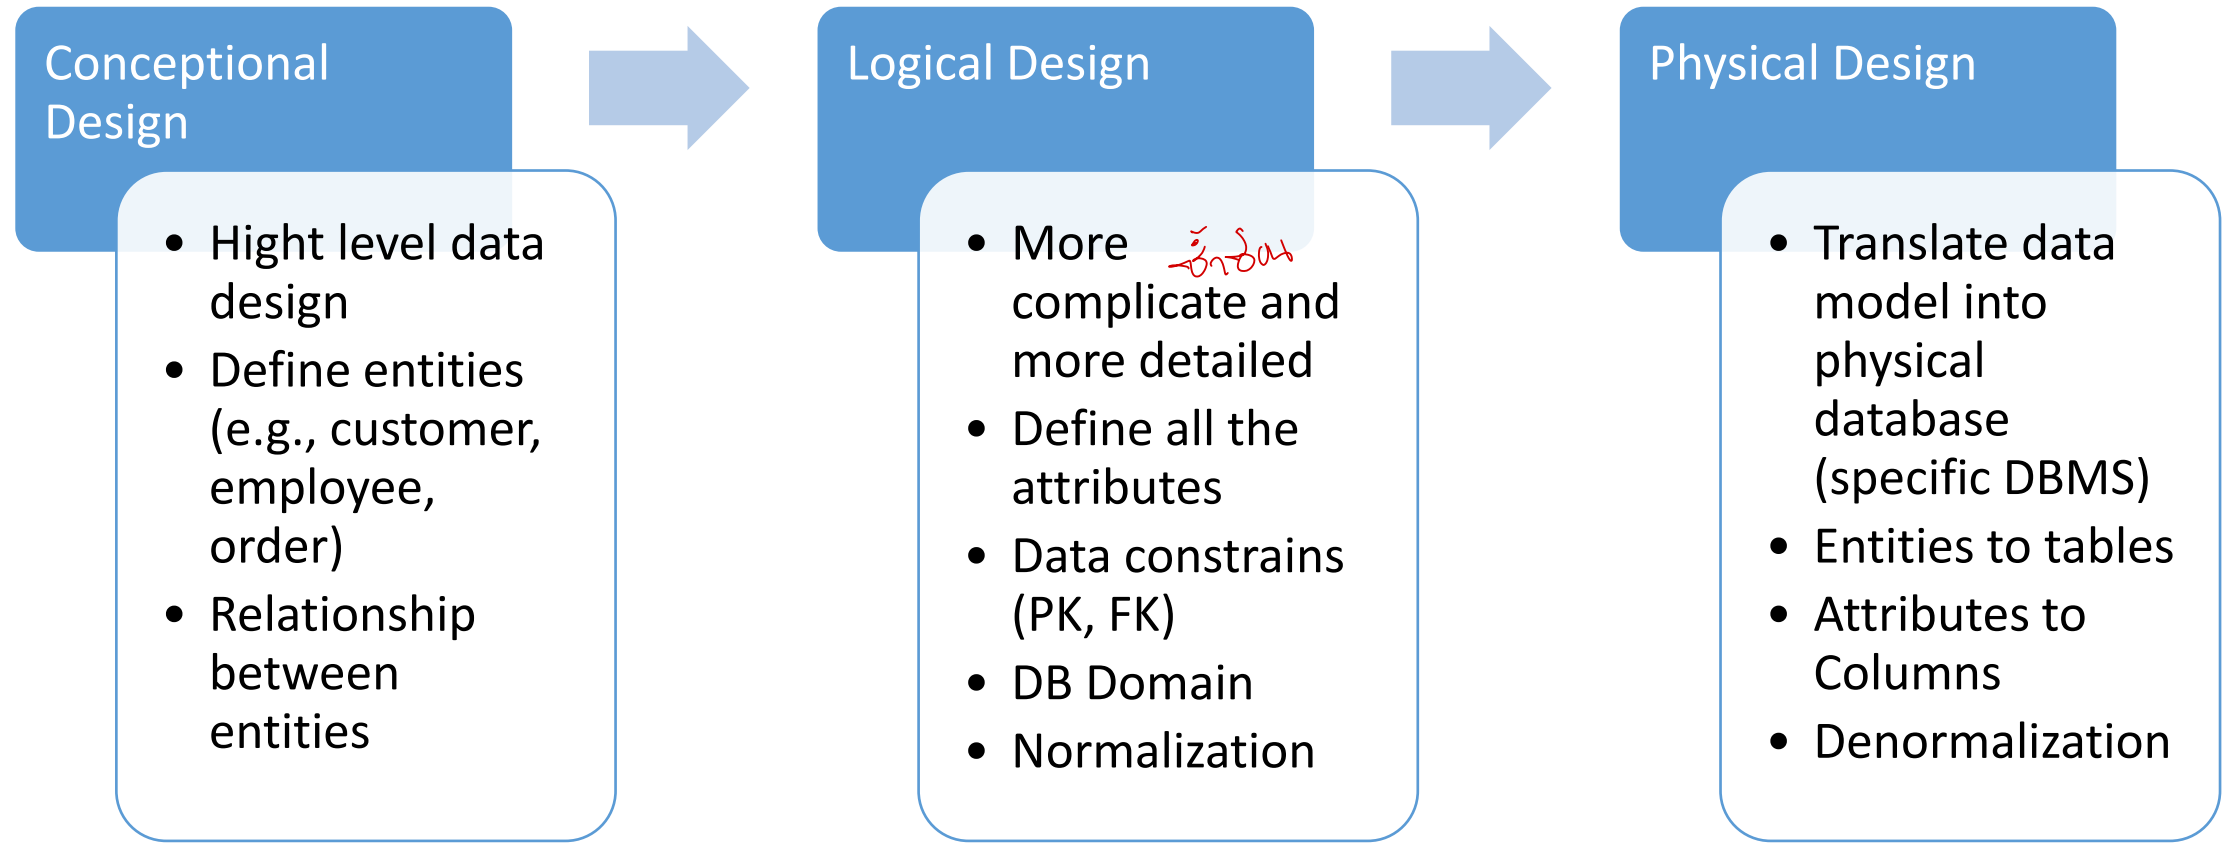 Conceptional
Design
• Hight level data
design
• Define entities
(e.g., customer,
employee,
order)
• Relationship
between
entities
Logical Design
• More
complicate and
more detailed
• Define all the
attributes
• Data constrains
(PK, FK)
• DB Domain
• Normalization
Physical Design
• Translate data
model into
physical
database
(specific DBMS)
• Entities to tables
• Attributes to
Columns
• Denormalization